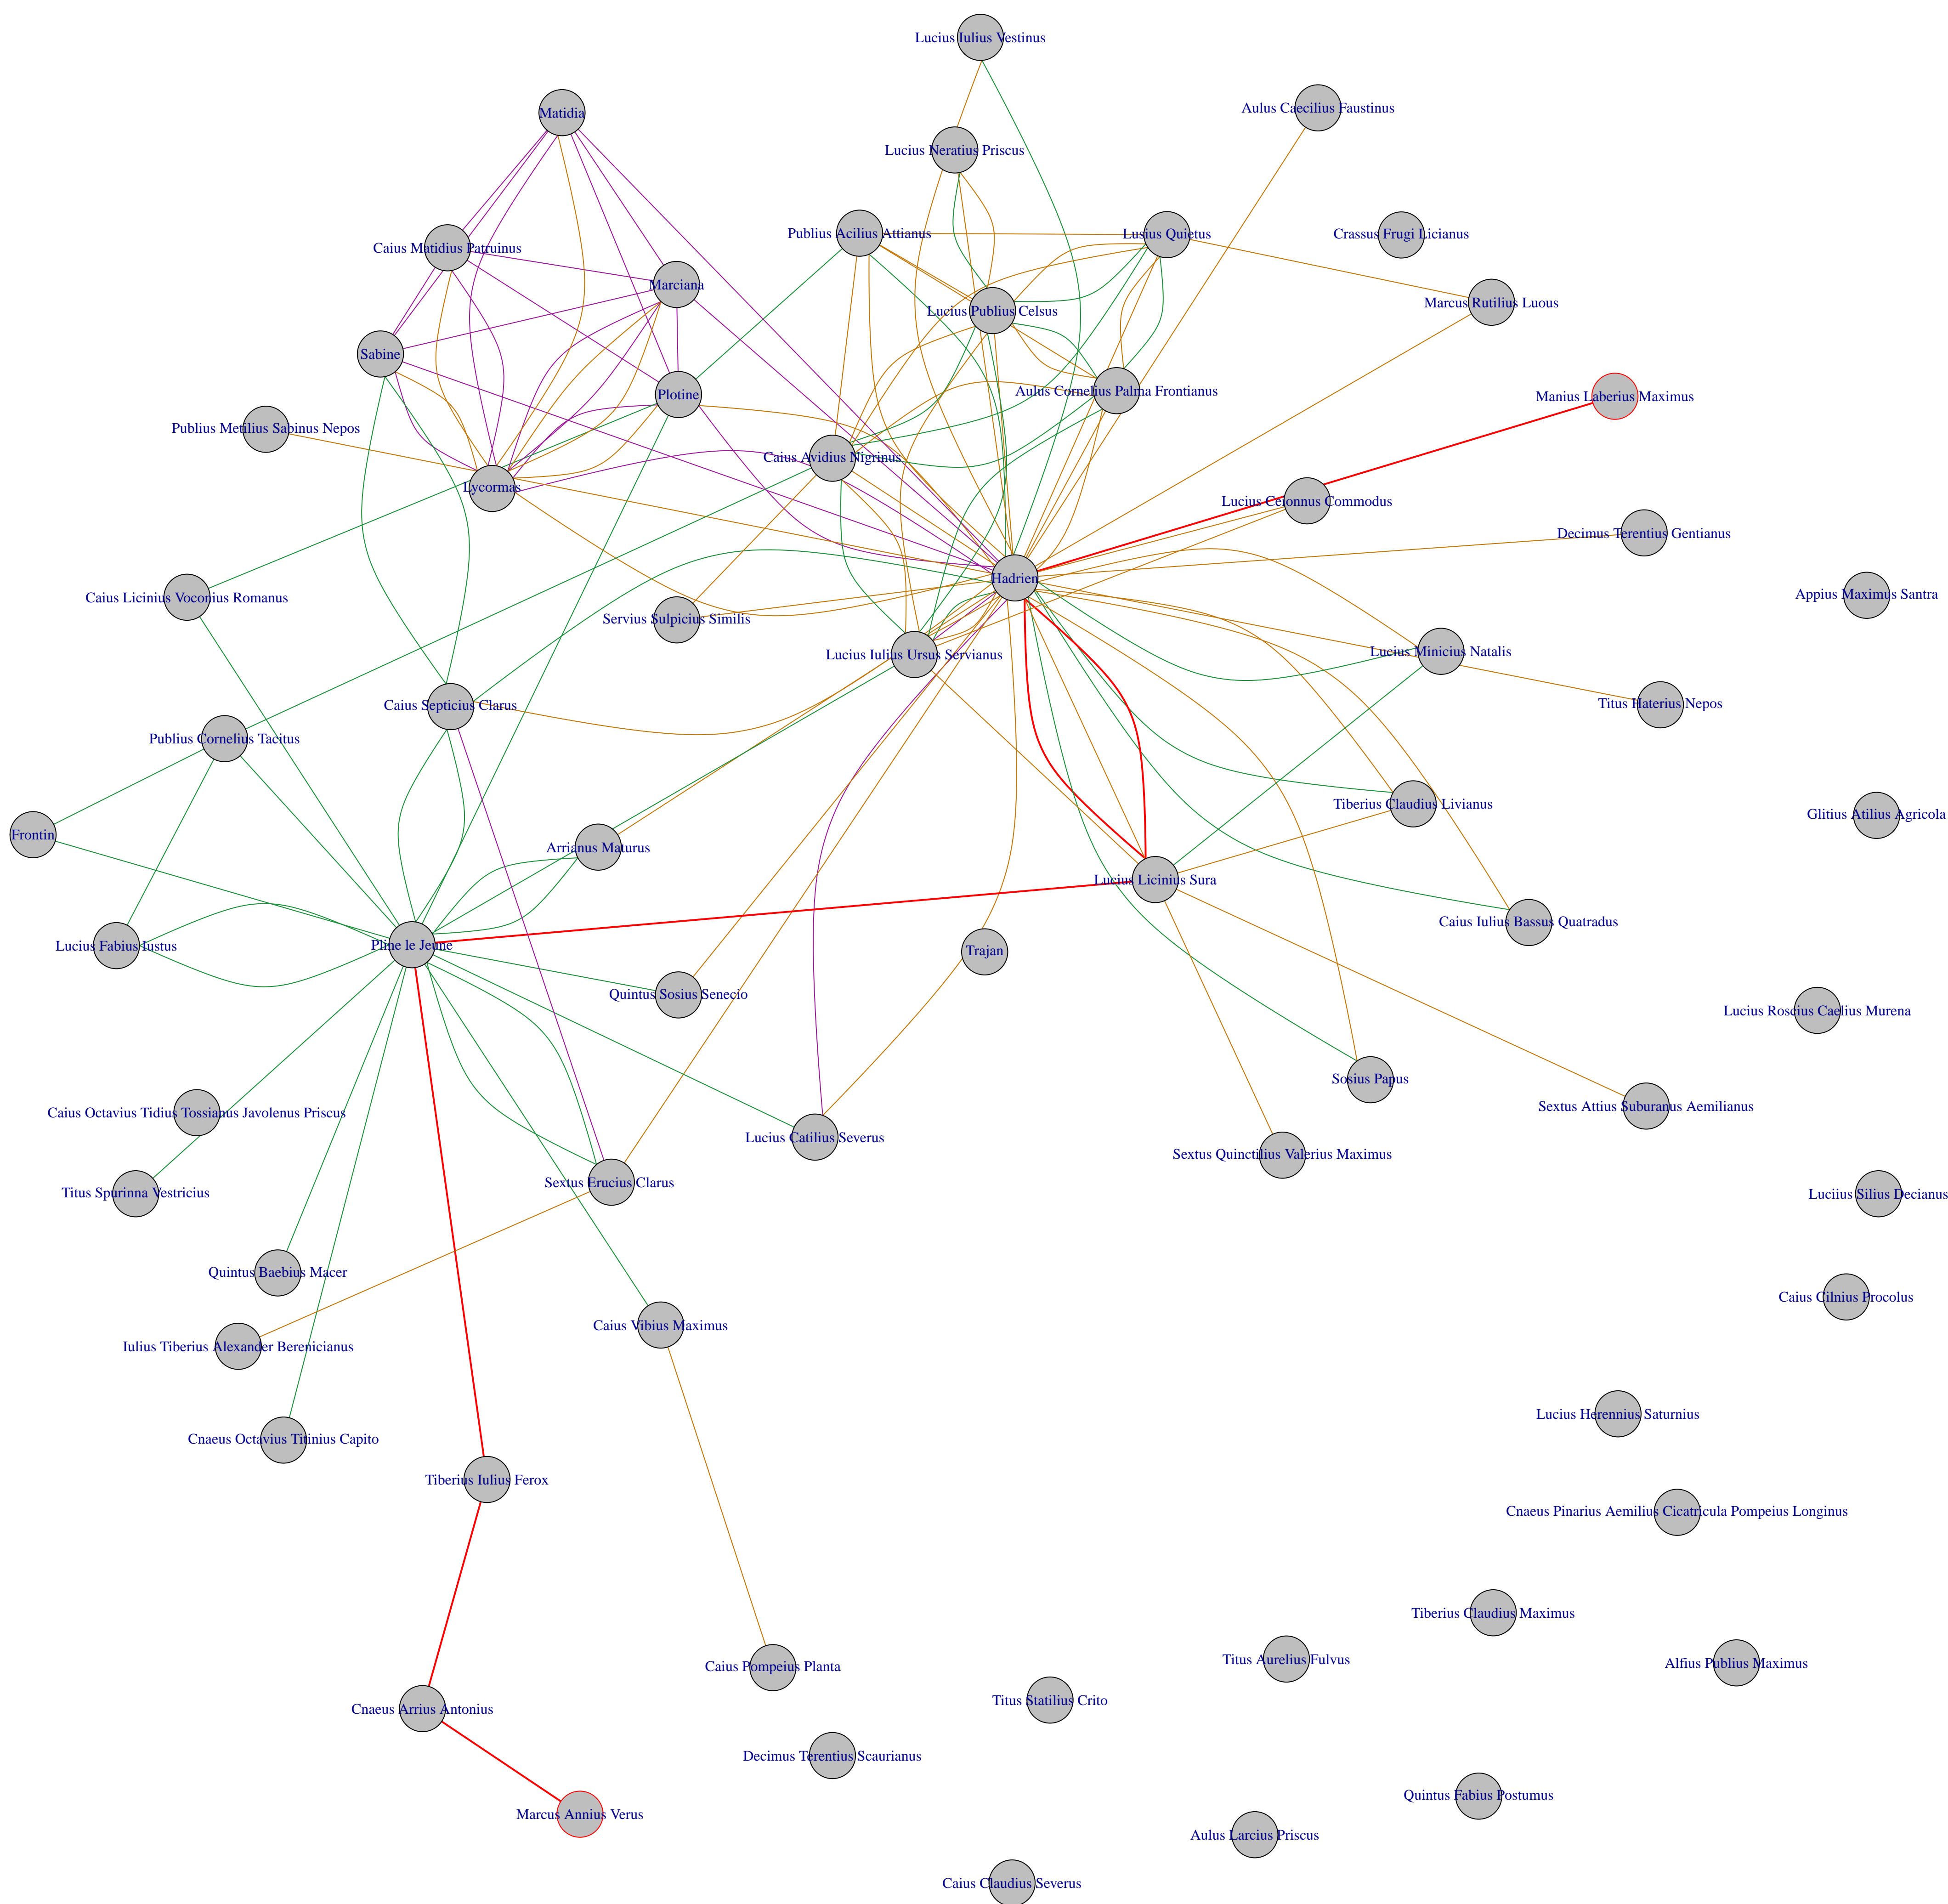 Lucius Iulius Vestinus
Aulus Caecilius Faustinus
Matidia
Lucius Neratius Priscus
Publius Acilius Attianus
Lusius Quietus
Crassus Frugi Licianus
Caius Matidius Patruinus
Marciana
Marcus Rutilius Luous
Lucius Publius Celsus
Sabine
Plotine
Aulus Cornelius Palma Frontianus
Manius Laberius Maximus
Publius Metilius Sabinus Nepos
Caius Avidius Nigrinus
Lycormas
Lucius Ceionnus Commodus
Decimus Terentius Gentianus
Hadrien
Appius Maximus Santra
Caius Licinius Voconius Romanus
Servius Sulpicius Similis
Lucius Iulius Ursus Servianus
Lucius Minicius Natalis
Titus Haterius Nepos
Caius Septicius Clarus
Publius Cornelius Tacitus
Tiberius Claudius Livianus
Glitius Atilius Agricola
Frontin
Arrianus Maturus
Lucius Licinius Sura
Caius Iulius Bassus Quatradus
Lucius Fabius Iustus
Pline le Jeune
Trajan
Quintus Sosius Senecio
Lucius Roscius Caelius Murena
Sosius Papus
Caius Octavius Tidius Tossianus Javolenus Priscus
Sextus Attius Suburanus Aemilianus
Lucius Catilius Severus
Sextus Quinctilius Valerius Maximus
Sextus Erucius Clarus
Titus Spurinna Vestricius
Luciius Silius Decianus
Quintus Baebius Macer
Caius Cilnius Procolus
Caius Vibius Maximus
Iulius Tiberius Alexander Berenicianus
Lucius Herennius Saturnius
Cnaeus Octavius Titinius Capito
Tiberius Iulius Ferox
Cnaeus Pinarius Aemilius Cicatricula Pompeius Longinus
Tiberius Claudius Maximus
Titus Aurelius Fulvus
Alfius Publius Maximus
Caius Pompeius Planta
Titus Statilius Crito
Cnaeus Arrius Antonius
Decimus Terentius Scaurianus
Quintus Fabius Postumus
Marcus Annius Verus
Aulus Larcius Priscus
Caius Claudius Severus